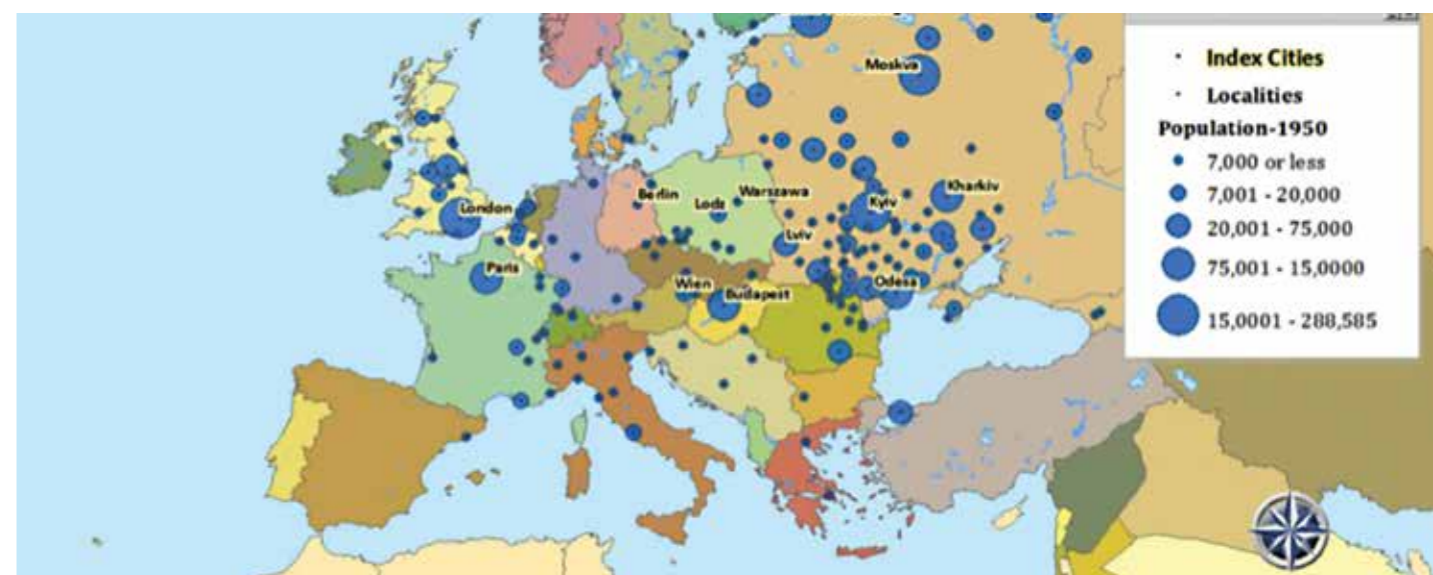 Moskva
Index Cities
Localities
Population-1950
7,000 or less
7,001 - 20,000
20,001 - 75,000
75,001 - 15,0000
15,0001 - 288,585
Berlin
Lodz
Warszawa
Kharkiv
London
Kyiv
Lviv
Paris
Wien
Budapest
Odesa